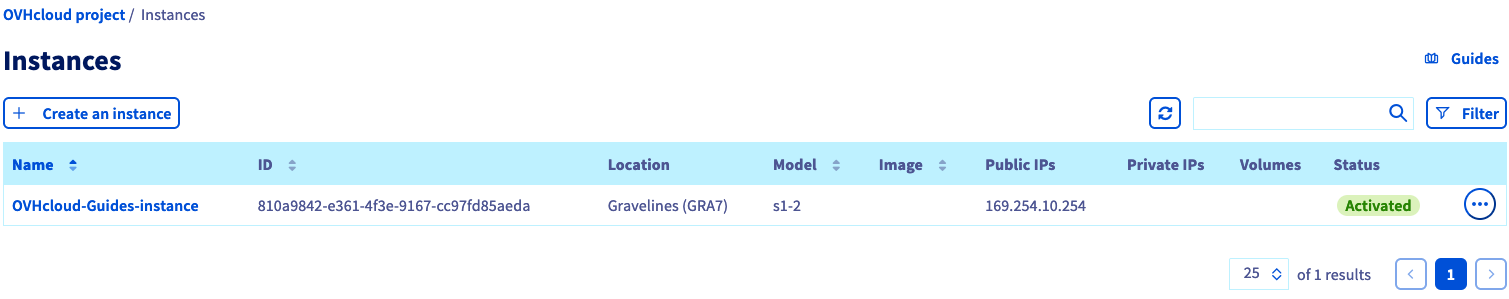 OVHcloud project / Instances
Instances
Guides
+ Create an instance
Filter
Name ID Location Model Image Public IPs Private IPs Volumes Status
OVHcloud-Guides-instance 810a9842-e361-4f3e-9167-cc97fd85aeda Gravelines (GRA7) s1-2 169.254.10.254 Activated
25 of 1 results 1